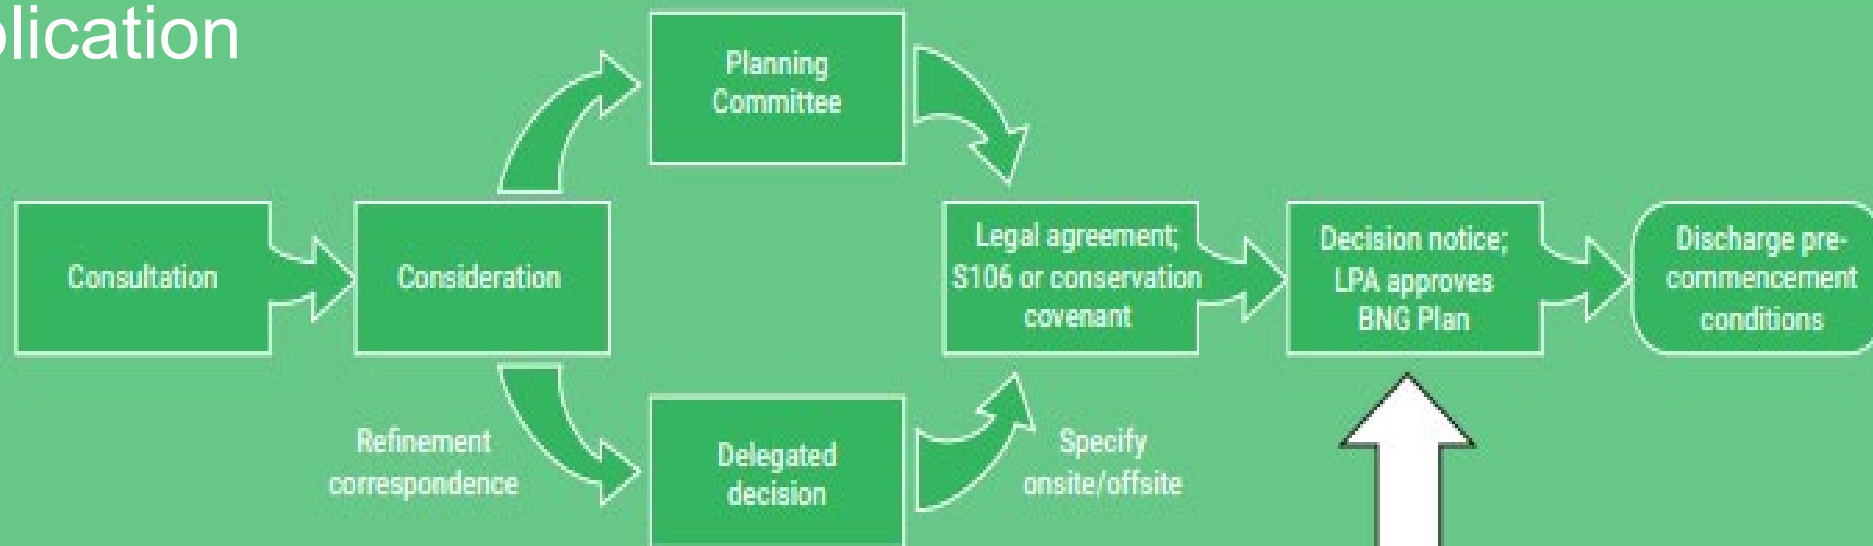 plication
Planning
Committee
Consultation
Consideration
Legal agreement;
S106 or conservation
covenant
Decision notice;
LPA approves
BNG Plan
Discharge pre-
commencement
conditions
Refinement
correspondence
Delegated
decision
Specify
onsite/offsite